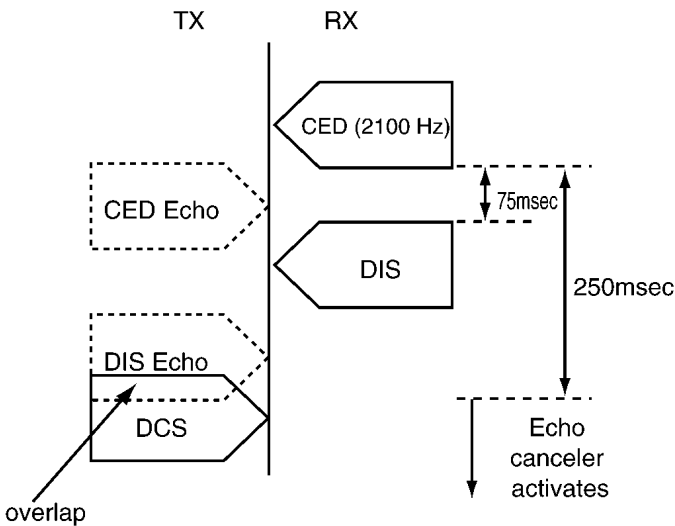 TX
RX
CED (2100 Hz)
CED Echo
75msec
DIS
250msec
DIS Echo
DCS
Echo
canceler
activates
overlap